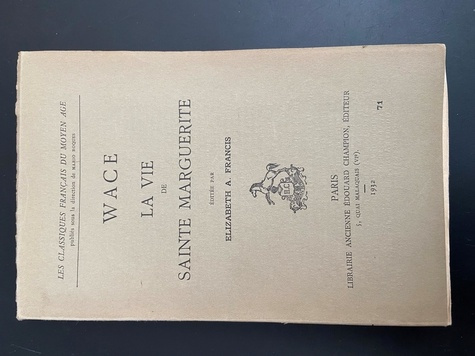 LES CLASSIQUES FRANÇAIS DU MOYEN AGE
publiés sous la direction de MARIO ROQUES
WACE
LA VIE
DE
SAINTE MARGUERITE
ÉDITÉE PAR
ELIZABETH A. FRANCIS
PARIS
LIBRAIRIE ANCIENNE ÉDOUARD CHAMPION, ÉDITEUR
5, QUAI MALAQUAIS (VIᵉ)
1932
71